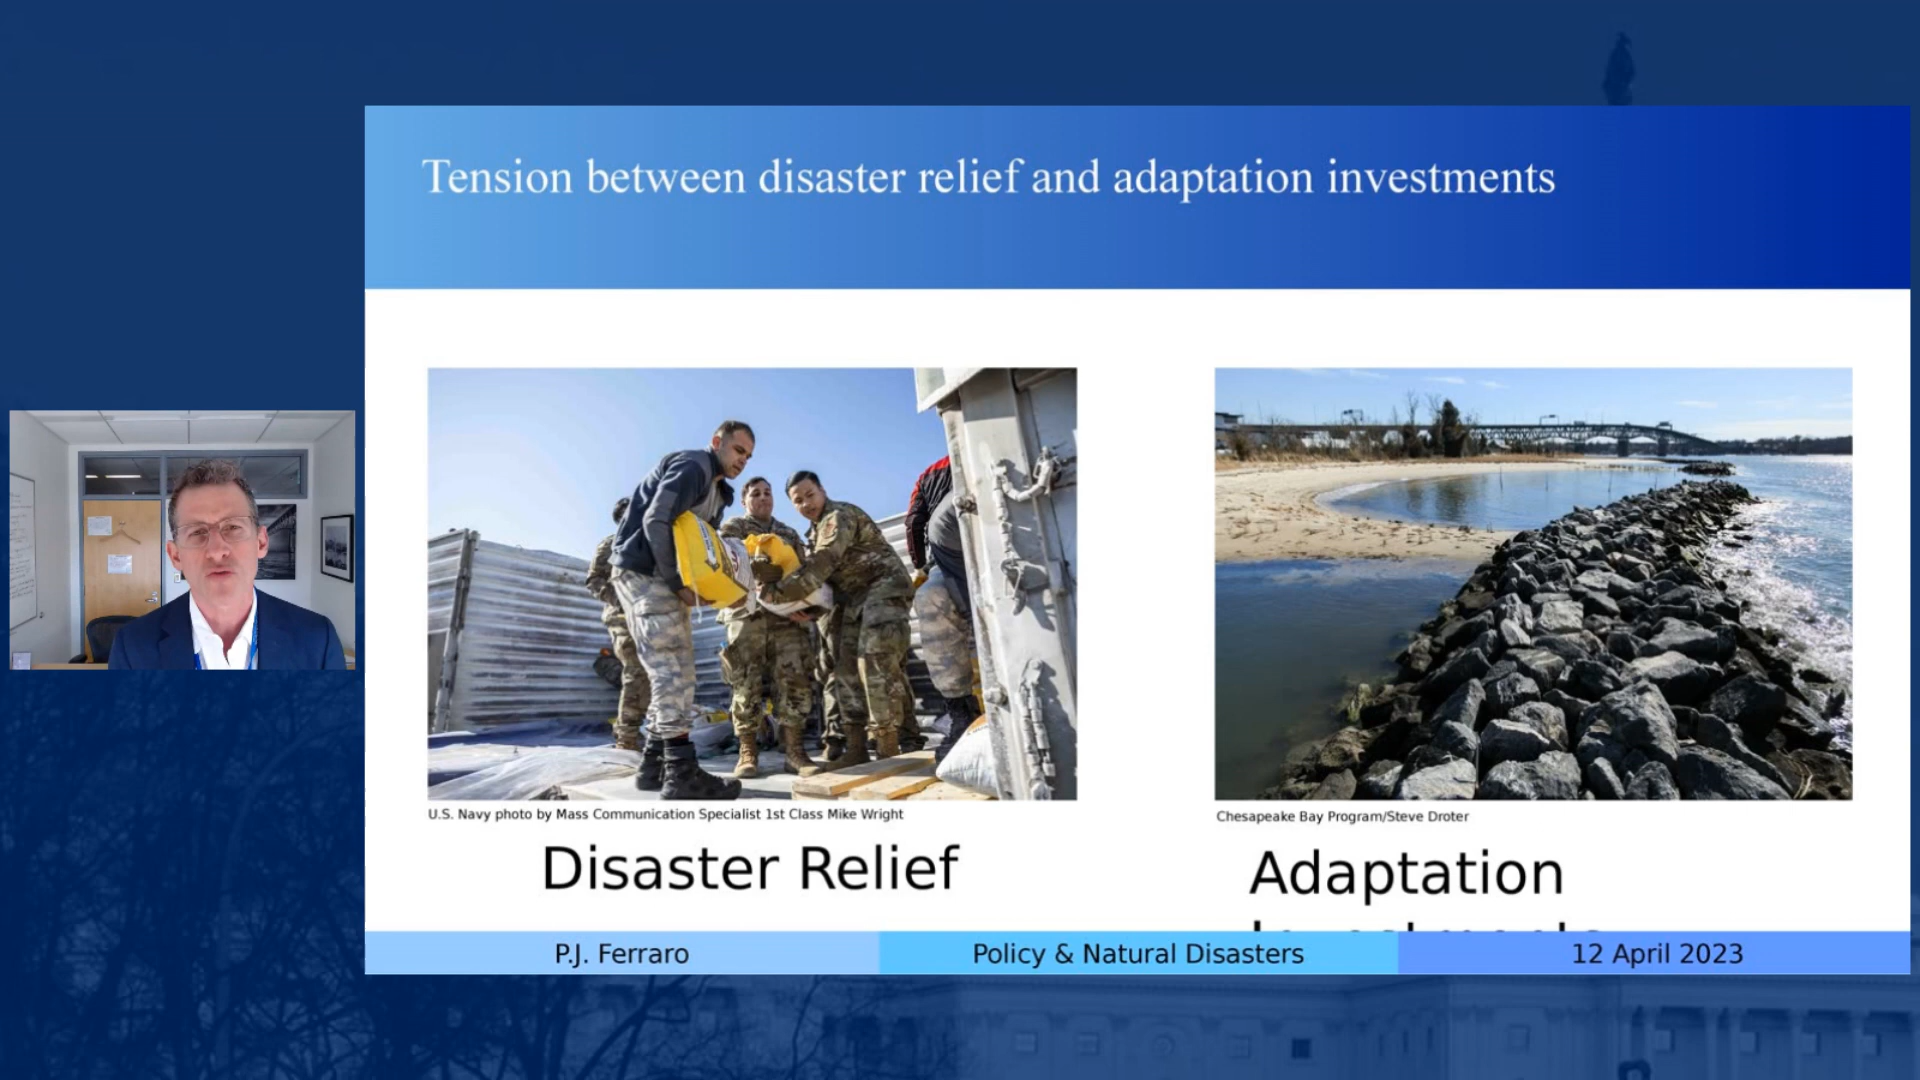 Tension between disaster relief and adaptation investments
U.S. Navy photo by Mass Communication Specialist 1st Class Mike Wright
Chesapeake Bay Program/Steve Droter
Disaster Relief
Adaptation
P.J. Ferraro
Policy & Natural Disasters
12 April 2023